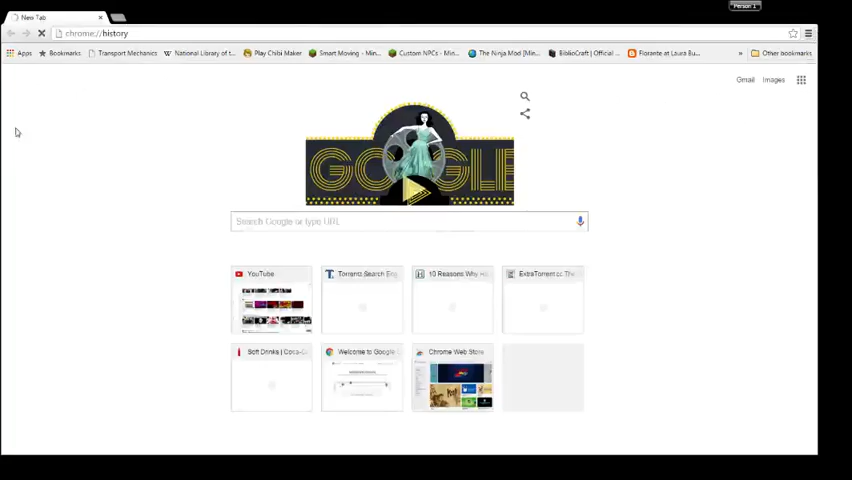 Person 1
New Tab
chrome://history
Apps Bookmarks Transport Mechanics National Library of t... Play Chibi Maker Smart Moving - Min... Custom NPCs - Min... The Ninja Mod [Min... BiblioCraft | Official ... Florante at Laura Bu... » Other bookmarks
Gmail Images
GOOGLE
Search Google or type URL
YouTube Torrents Search Eng 10 Reasons Why Ho ExtraTorrent.cc The
Soft Drinks | Coca-C Welcome to Google C Chrome Web Store